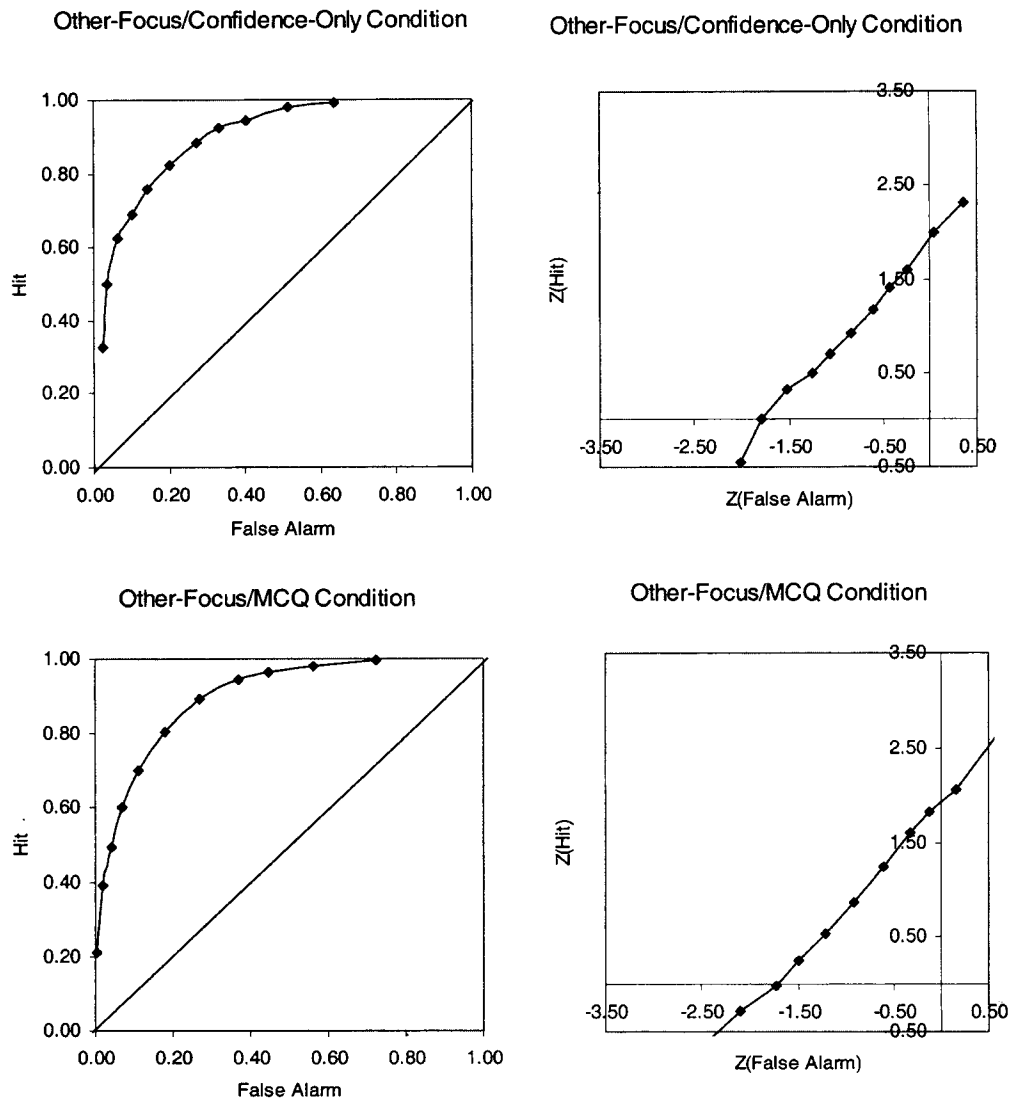 Other-Focus/Confidence-Only Condition
1.00
0.80
0.60
0.40
0.20
0.00
Hit
0.00 0.20 0.40 0.60 0.80 1.00
False Alarm
Other-Focus/Confidence-Only Condition
3.50
2.50
1.50
0.50
-0.50
Z(Hit)
-3.50 -2.50 -1.50 -0.50 0.50
Z(False Alarm)
Other-Focus/MCQ Condition
1.00
0.80
0.60
0.40
0.20
0.00
Hit
0.00 0.20 0.40 0.60 0.80 1.00
False Alarm
Other-Focus/MCQ Condition
3.50
2.50
1.50
0.50
-0.50
Z(Hit)
-3.50 -2.50 -1.50 -0.50 0.50
Z(False Alarm)